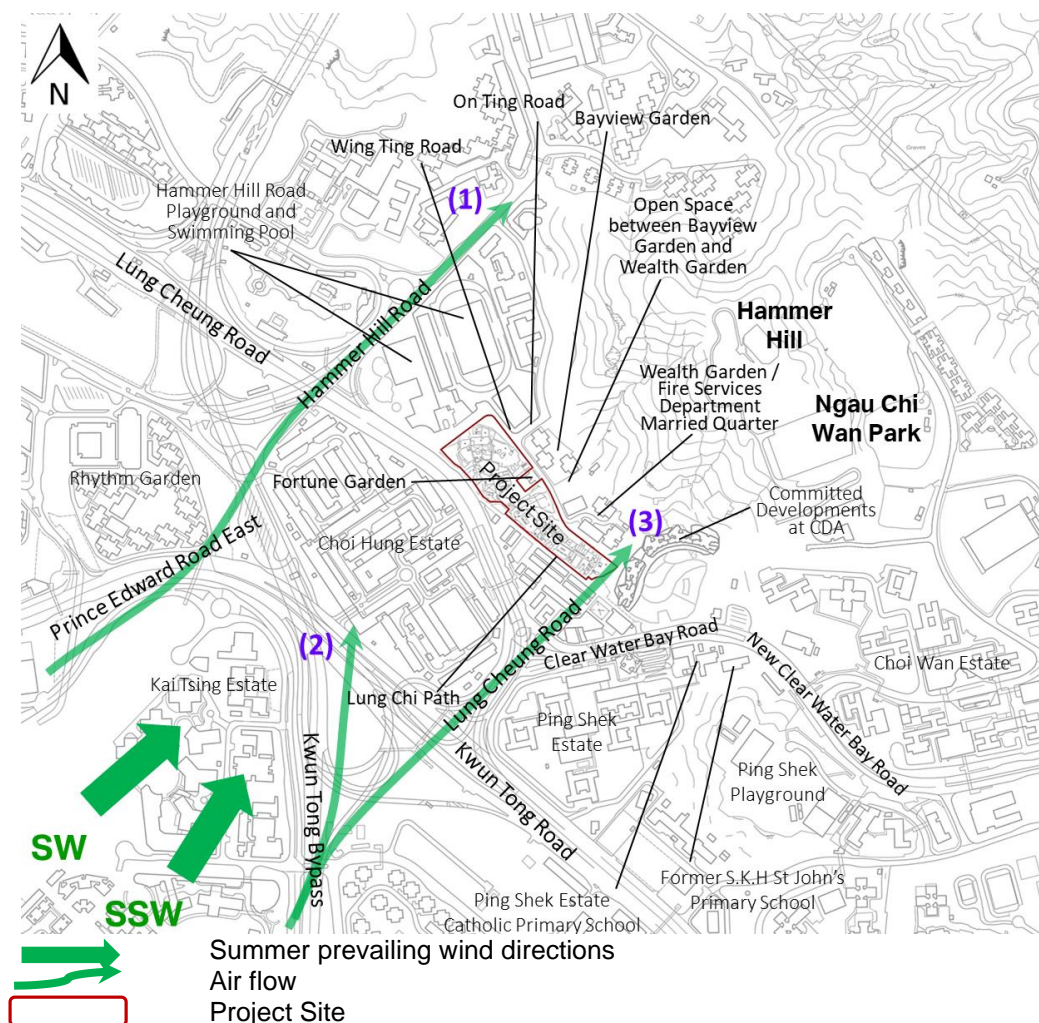 N
On Ting Road
Bayview Garden
Wing Ting Road
Hammer Hill Road
Playground and
Swimming Pool
(1)
Open Space
between Bayview
Garden and
Wealth Garden
Lung Cheung Road
Hammer Hill Road
Hammer
Hill
Wealth Garden /
Fire Services
Department
Married Quarter
Ngau Chi
Wan Park
Rhythm Garden
Fortune Garden
Project Site
Committed
Developments
at CDA
(3)
Choi Hung Estate
Prince Edward Road East
(2)
Kai Tsing Estate
Lung Chi Path
Lung Cheung Road
Clear Water Bay Road
New Clear Water Bay Road
Choi Wan Estate
Ping Shek
Estate
Kwun Tong Bypass
Kwun Tong Road
Ping Shek
Playground
SW
SSW
Ping Shek Estate
Catholic Primary School
Former S.K.H St John's
Primary School
Summer prevailing wind directions
Air flow
Project Site